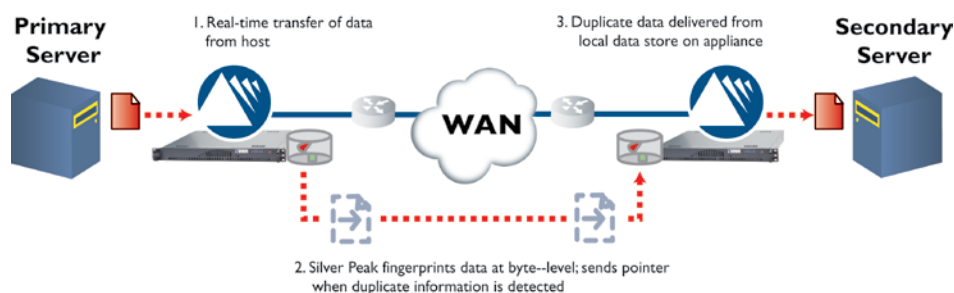 Primary
Server
1. Real-time transfer of data
from host
3. Duplicate data delivered from
local data store on appliance
Secondary
Server
WAN
2. Silver Peak fingerprints data at byte--level; sends pointer
when duplicate information is detected